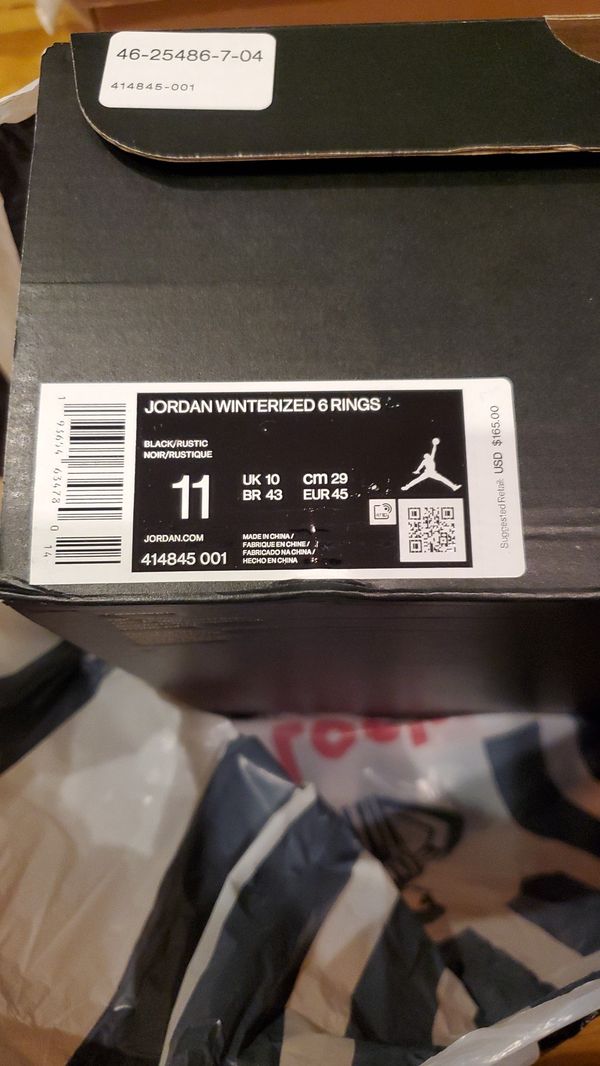 46-25486-7-04
414845-001
JORDAN WINTERIZED 6 RINGS
BLACK/RUSTIC
NOIR/RUSTIQUE
11
UK 10
BR 43
cm 29
EUR 45
JORDAN.COM
414845 001
MADE IN CHINA /
FABRIQUE EN CHINE /
FABRICADO NA CHINA /
HECHO EN CHINA
Suggested Retail: USD $165.00